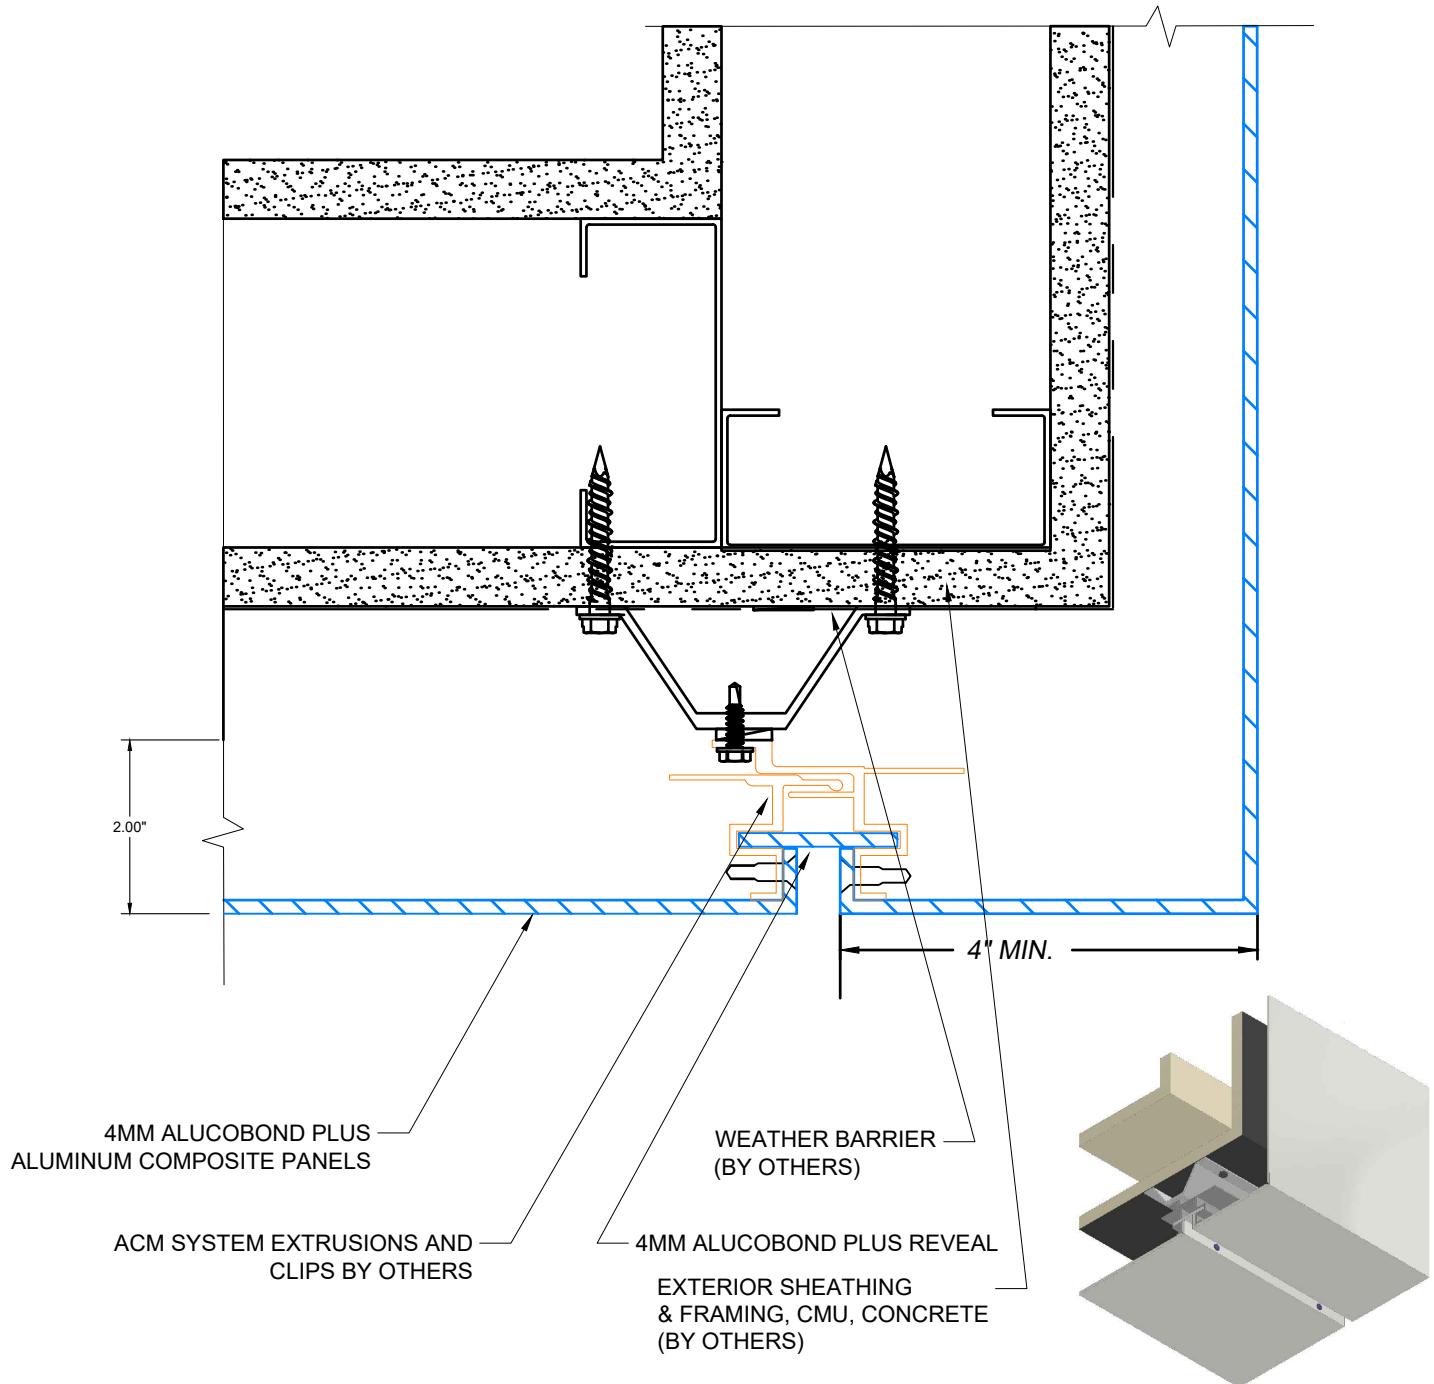 2.00"
4" MIN.
4MM ALUCOBOND PLUS
ALUMINUM COMPOSITE PANELS
WEATHER BARRIER
(BY OTHERS)
ACM SYSTEM EXTRUSIONS AND
CLIPS BY OTHERS
4MM ALUCOBOND PLUS REVEAL
EXTERIOR SHEATHING
& FRAMING, CMU, CONCRETE
(BY OTHERS)